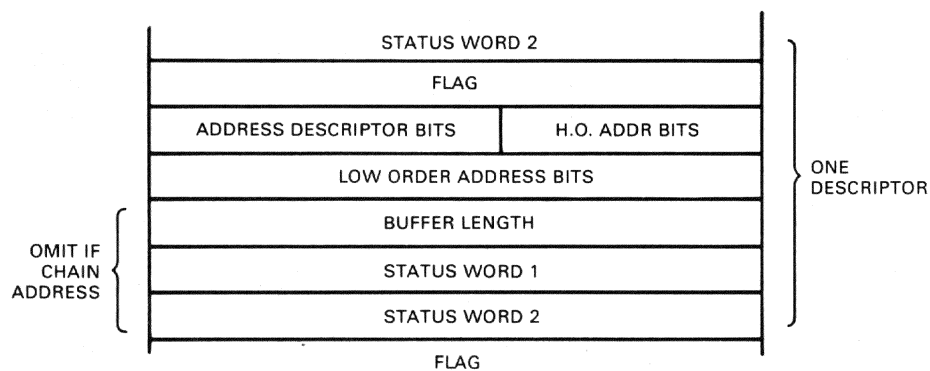 STATUS WORD 2
FLAG
ADDRESS DESCRIPTOR BITS
H.O. ADDR BITS
LOW ORDER ADDRESS BITS
BUFFER LENGTH
STATUS WORD 1
STATUS WORD 2
FLAG
OMIT IF
CHAIN
ADDRESS
ONE
DESCRIPTOR